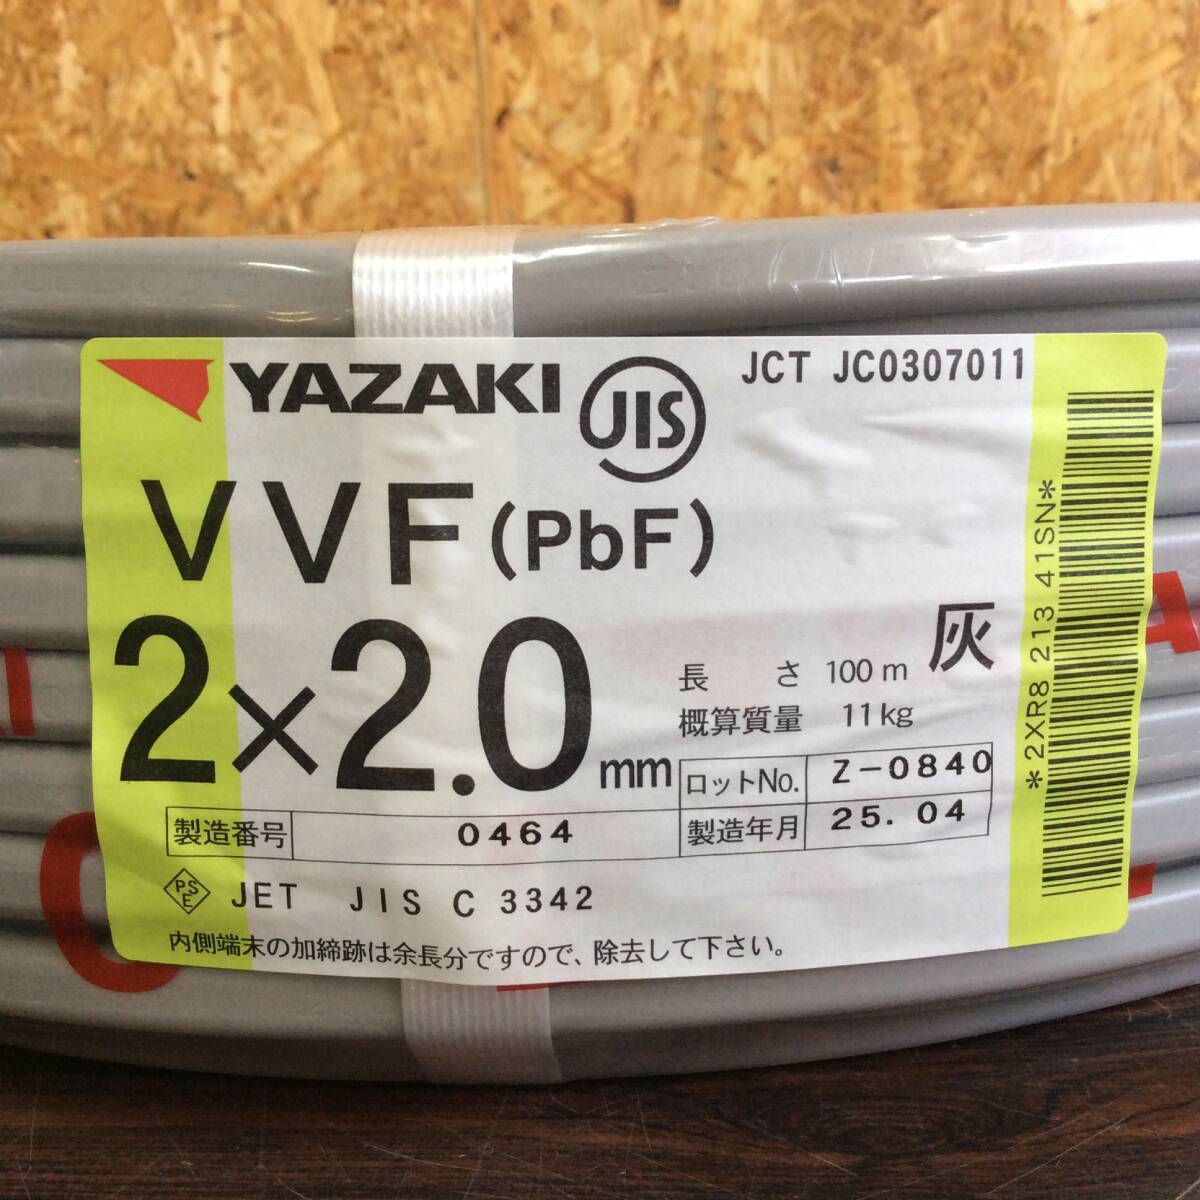 YAZAKI JIS JCT JC0307011
VVF(PbF)
2×2.0mm
長さ 100m 灰
概算質量 11kg
ロットNo. Z-0840
製造番号 0464 製造年月 25.04
PSE JET JIS C 3342
内側端末の加締跡は余長分ですので、除去して下さい。
*2XR8 213 41SN*